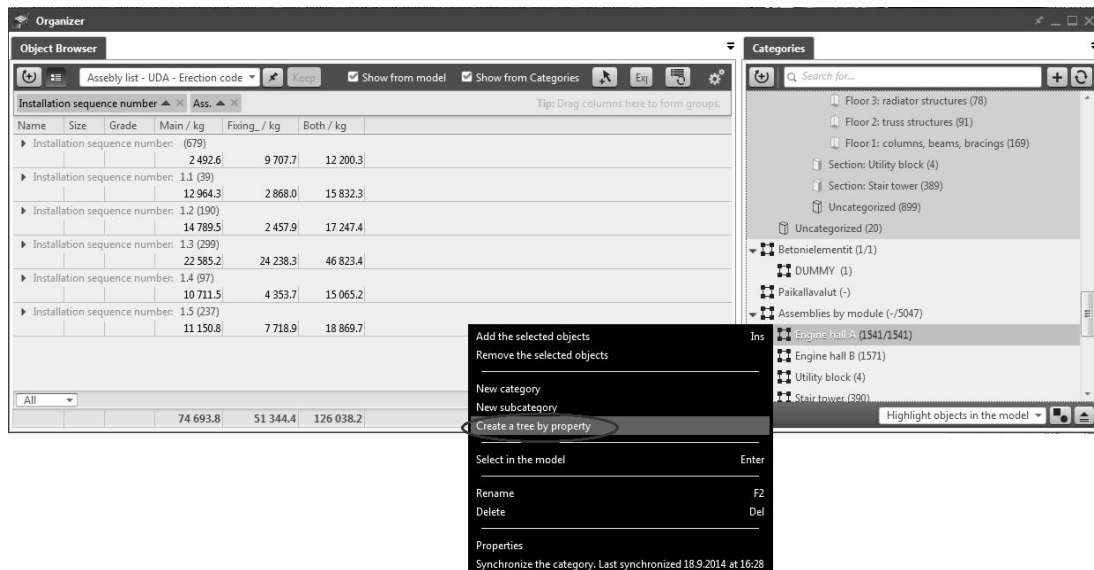 Organizer
Object Browser
Assebly list - UDA - Erection code
Keep
Show from model
Show from Categories
Exj
Installation sequence number
Ass.
Tip: Drag columns here to form groups.
Name Size Grade Main / kg Fixing_ / kg Both / kg
Installation sequence number: (679)
2 492.6 9 707.7 12 200.3
Installation sequence number: 1.1 (39)
12 964.3 2 868.0 15 832.3
Installation sequence number: 1.2 (190)
14 789.5 2 457.9 17 247.4
Installation sequence number: 1.3 (299)
22 585.2 24 238.3 46 823.4
Installation sequence number: 1.4 (97)
10 711.5 4 353.7 15 065.2
Installation sequence number: 1.5 (237)
11 150.8 7 718.9 18 869.7
All
74 693.8 51 344.4 126 038.2
Categories
Search for...
Floor 3: radiator structures (78)
Floor 2: truss structures (91)
Floor 1: columns, beams, bracings (169)
Section: Utility block (4)
Section: Stair tower (389)
Uncategorized (899)
Uncategorized (20)
Betonielementit (1/1)
DUMMY (1)
Paikallavalut (-)
Assemblies by module (-/5047)
Engine hall A (1541/1541)
Engine hall B (1571)
Utility block (4)
Stair tower (390)
Highlight objects in the model
Add the selected objects Ins
Remove the selected objects
New category
New subcategory
Create a tree by property
Select in the model Enter
Rename F2
Delete Del
Properties
Synchronize the category. Last synchronized 18.9.2014 at 16:28